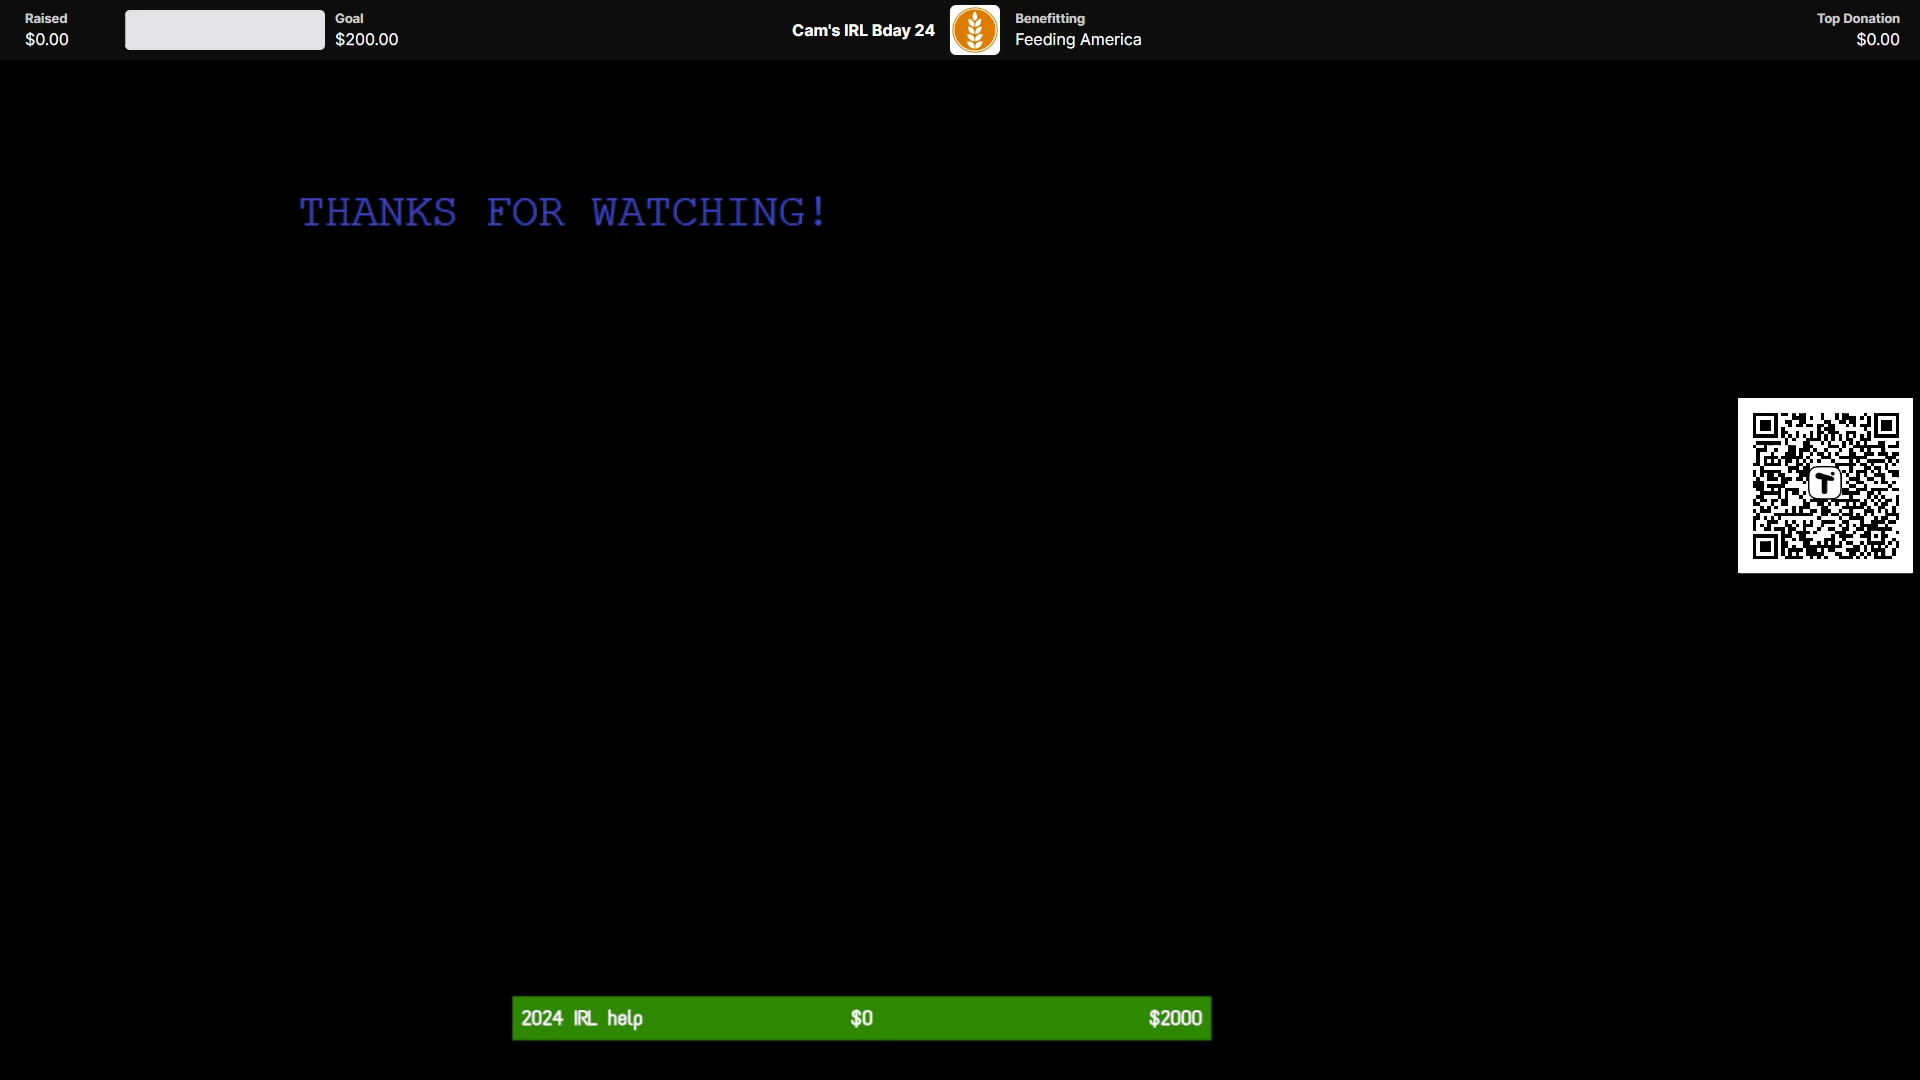 Raised
$0.00
Goal
$200.00
Cam's IRL Bday 24
Benefitting
Feeding America
Top Donation
$0.00
THANKS FOR WATCHING!
T
2024 IRL help $0 $2000